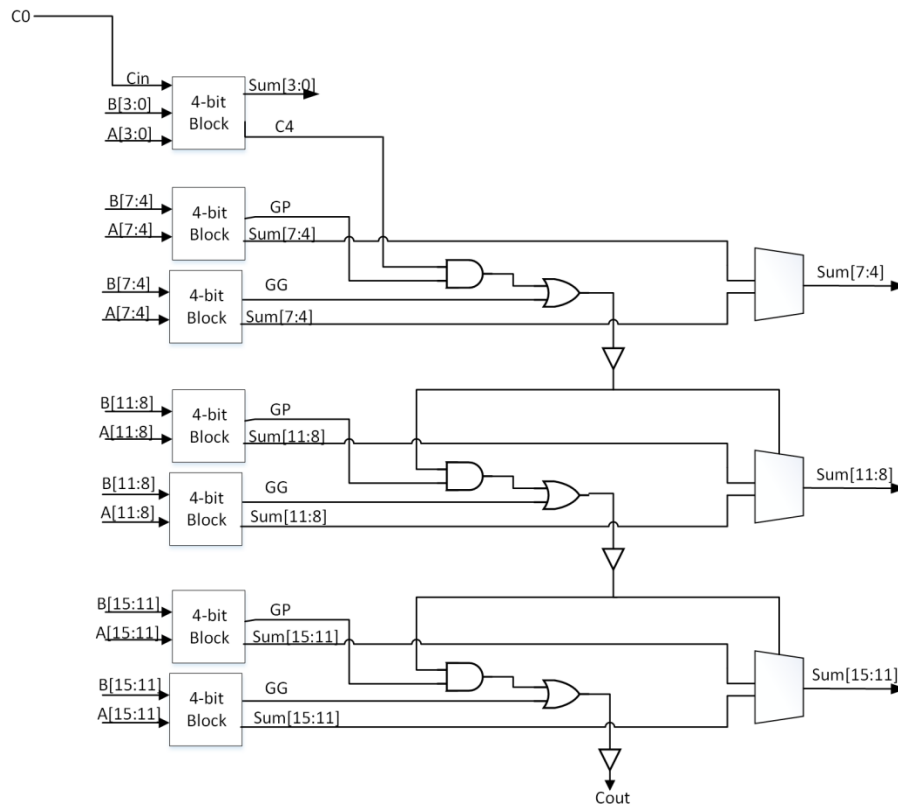 C0
Cin
B[3:0]
A[3:0]
4-bit
Block
Sum[3:0]
C4
B[7:4]
A[7:4]
4-bit
Block
GP
Sum[7:4]
B[7:4]
A[7:4]
4-bit
Block
GG
Sum[7:4]
Sum[7:4]
B[11:8]
A[11:8]
4-bit
Block
GP
Sum[11:8]
B[11:8]
A[11:8]
4-bit
Block
GG
Sum[11:8]
Sum[11:8]
B[15:11]
A[15:11]
4-bit
Block
GP
Sum[15:11]
B[15:11]
A[15:11]
4-bit
Block
GG
Sum[15:11]
Sum[15:11]
Cout